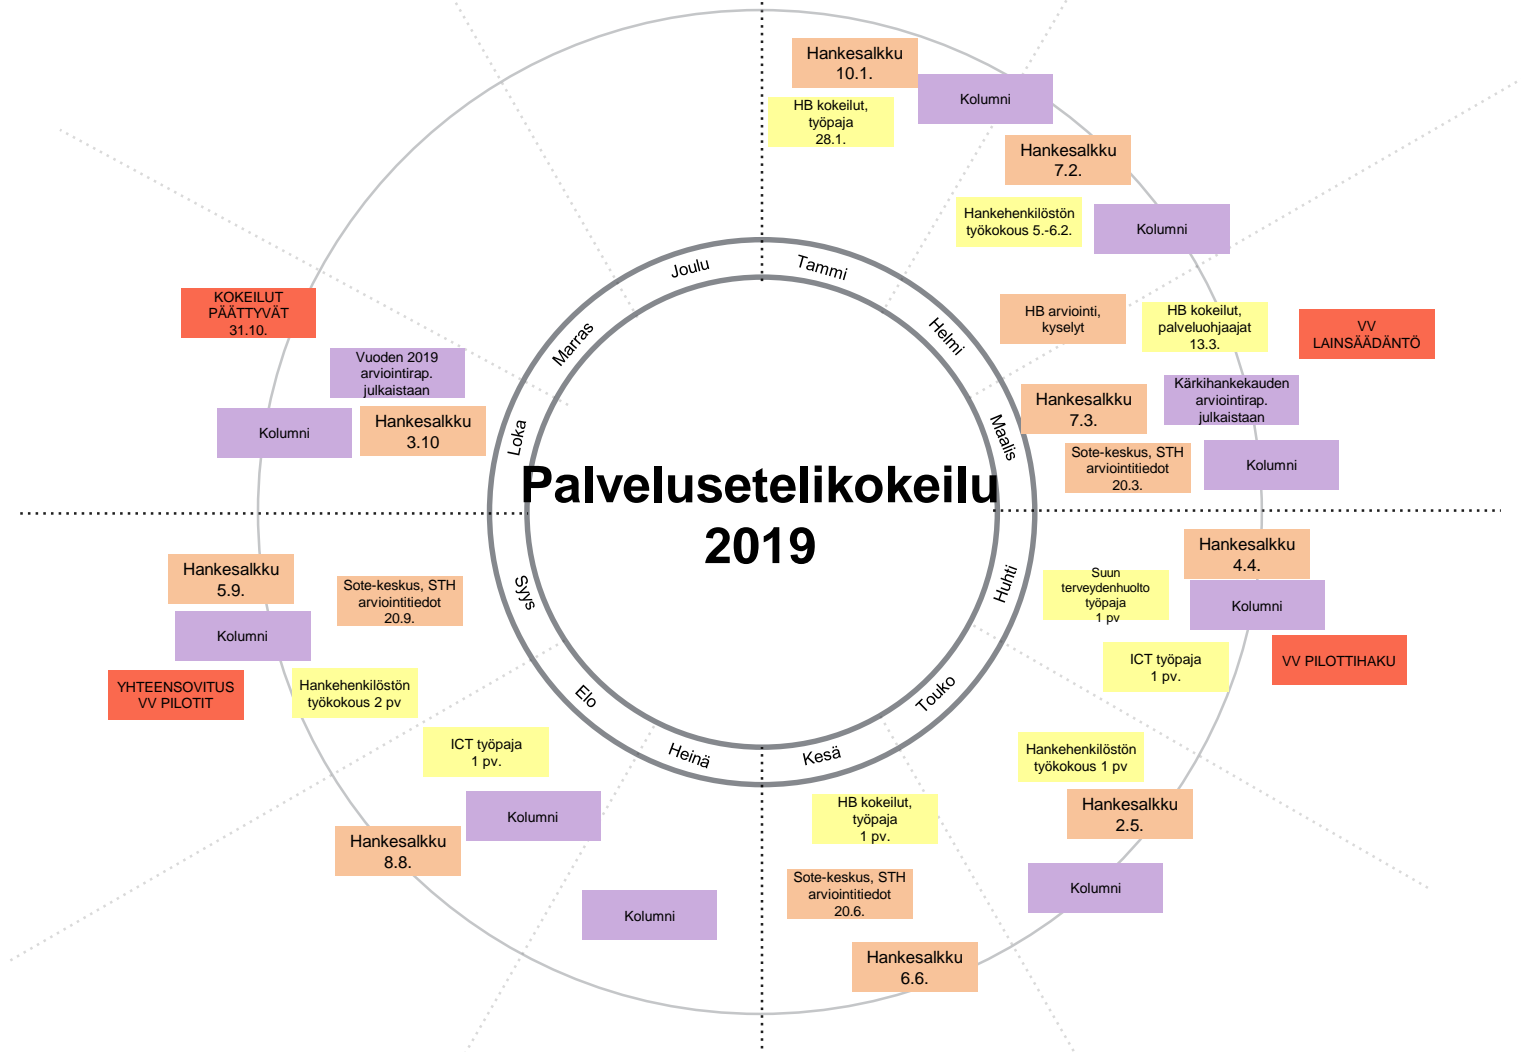 Palvelusetelikokeilu
2019
Tammi
Helmi
Maalis
Huhti
Touko
Kesä
Heinä
Elo
Syys
Loka
Marras
Joulu
Hankesalkku
10.1.
Kolumni
HB kokeilut,
työpaja
28.1.
Hankesalkku
7.2.
Hankehenkilöstön
työkokous 5.-6.2.
Kolumni
HB arviointi,
kyselyt
HB kokeilut,
palveluohjaajat
13.3.
VV
LAINSÄÄDÄNTÖ
Hankesalkku
7.3.
Kärkihankekauden
arviointirap.
julkaistaan
Sote-keskus, STH
arviointitiedot
20.3.
Kolumni
Hankesalkku
4.4.
Suun
terveydenhuolto
työpaja
1 pv
Kolumni
ICT työpaja
1 pv.
VV PILOTTIHAKU
Hankehenkilöstön
työkokous 1 pv
Hankesalkku
2.5.
Kolumni
HB kokeilut,
työpaja
1 pv.
Sote-keskus, STH
arviointitiedot
20.6.
Hankesalkku
6.6.
Kolumni
ICT työpaja
1 pv.
Kolumni
Hankesalkku
8.8.
Hankesalkku
5.9.
Sote-keskus, STH
arviointitiedot
20.9.
Kolumni
YHTEENSOVITUS
VV PILOTIT
Hankehenkilöstön
työkokous 2 pv
KOKEILUT
PÄÄTTYVÄT
31.10.
Vuoden 2019
arviointirap.
julkaistaan
Kolumni
Hankesalkku
3.10